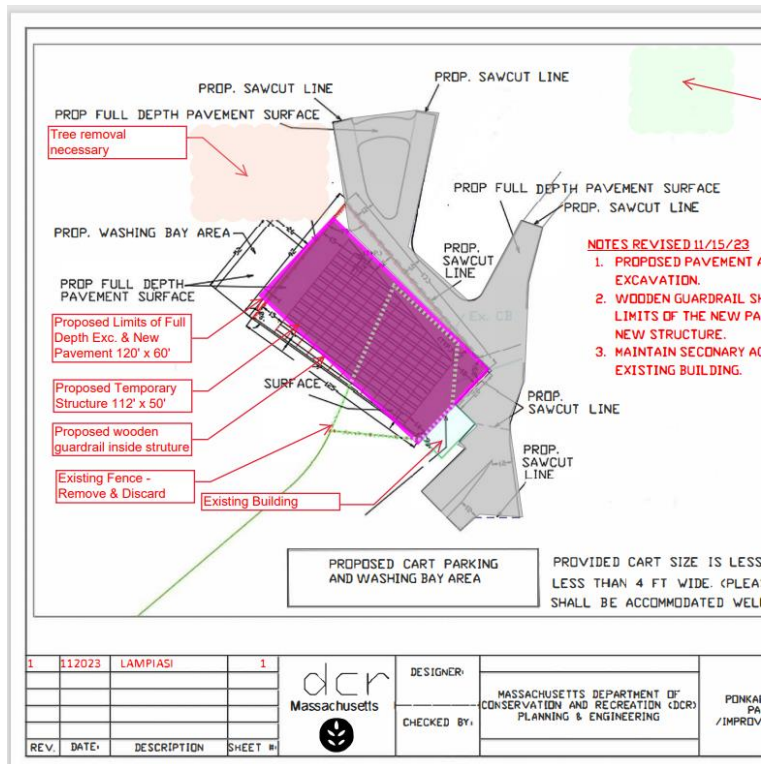 PROP. SAWCUT LINE
PROP. SAWCUT LINE
PROP FULL DEPTH PAVEMENT SURFACE
Tree removal
necessary
PROP FULL DEPTH PAVEMENT SURFACE
PROP. SAWCUT LINE
PROP. WASHING BAY AREA
PROP.
SAWCUT
LINE
PROP FULL DEPTH
PAVEMENT SURFACE
NOTES REVISED 11/15/23
1. PROPOSED PAVEMENT A
EXCAVATION.
2. WOODEN GUARDRAIL SH
LIMITS OF THE NEW PA
NEW STRUCTURE.
3. MAINTAIN SECONARY AC
EXISTING BUILDING.
Ex. CB
Proposed Limits of Full
Depth Exc. & New
Pavement 120' x 60'
Proposed Temporary
Structure 112' x 50'
SURFACE
Proposed wooden
guardrail inside struture
PROP.
SAWCUT LINE
Existing Fence -
Remove & Discard
Existing Building
PROP.
SAWCUT
LINE
PROPOSED CART PARKING
AND WASHING BAY AREA
PROVIDED CART SIZE IS LESS
LESS THAN 4 FT WIDE. (PLEA
SHALL BE ACCOMMODATED WELL
1 112023 LAMPIASI 1
REV. DATE: DESCRIPTION SHEET #:
dcr
Massachusetts
DESIGNER:
CHECKED BY:
MASSACHUSETTS DEPARTMENT OF
CONSERVATION AND RECREATION (DCR)
PLANNING & ENGINEERING
PONKA
PA
/IMPROV